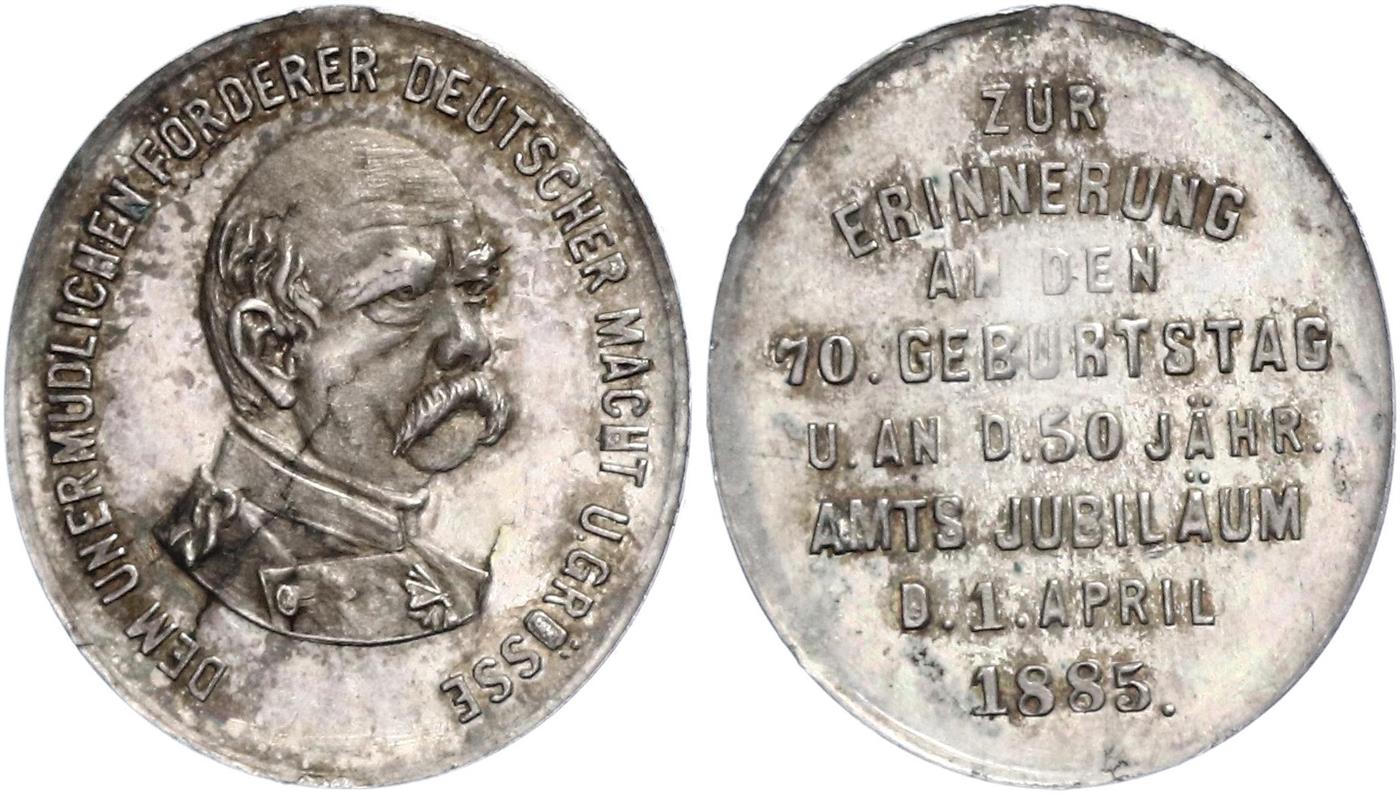 DEM UNERMÜDLICHEN FÖRDERER DEUTSCHER MACHT U. GRÖSSE
ZUR
ERINNERUNG
AN DEN
70. GEBURTSTAG
U. AN D. 50 JÄHR.
AMTS JUBILÄUM
D. 1. APRIL
1885.